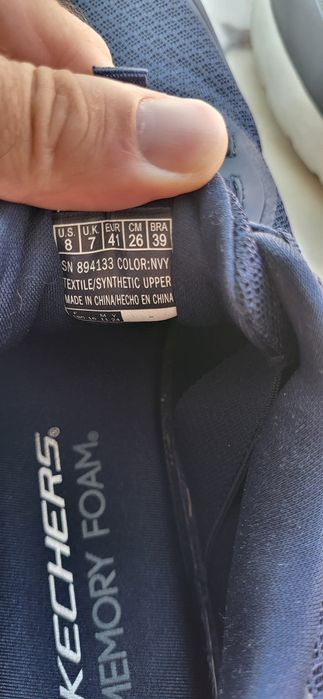 U.S. U.K. EUR CM BRA
8 7 41 26 39
SN 894133 COLOR:NVY
TEXTILE/SYNTHETIC UPPER
MADE IN CHINA/HECHO EN CHINA
SKECHERS.
MEMORY FOAM®